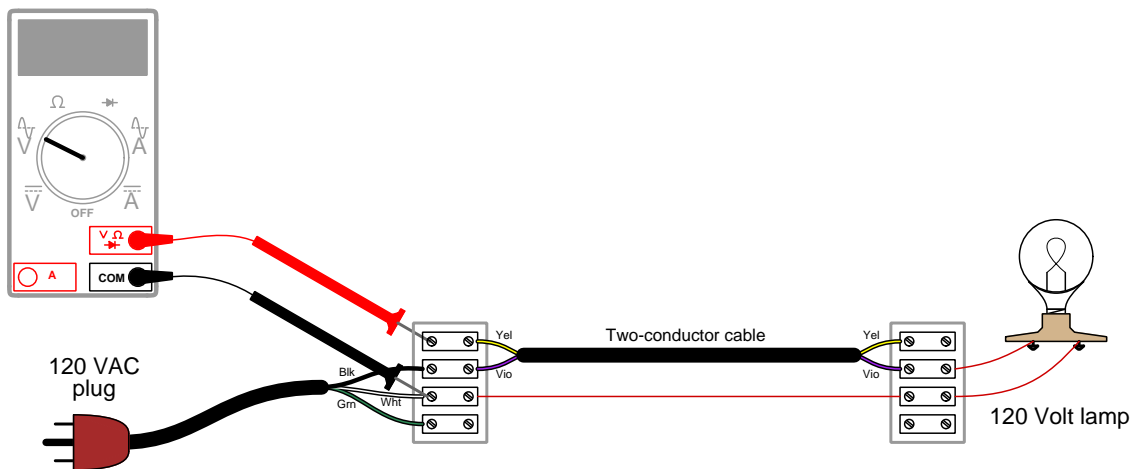 Ω
V
A
V
A
OFF
V Ω
A
COM
Yel
Two-conductor cable
Yel
120 VAC
plug
Blk
Vio
Vio
Wht
Grn
120 Volt lamp